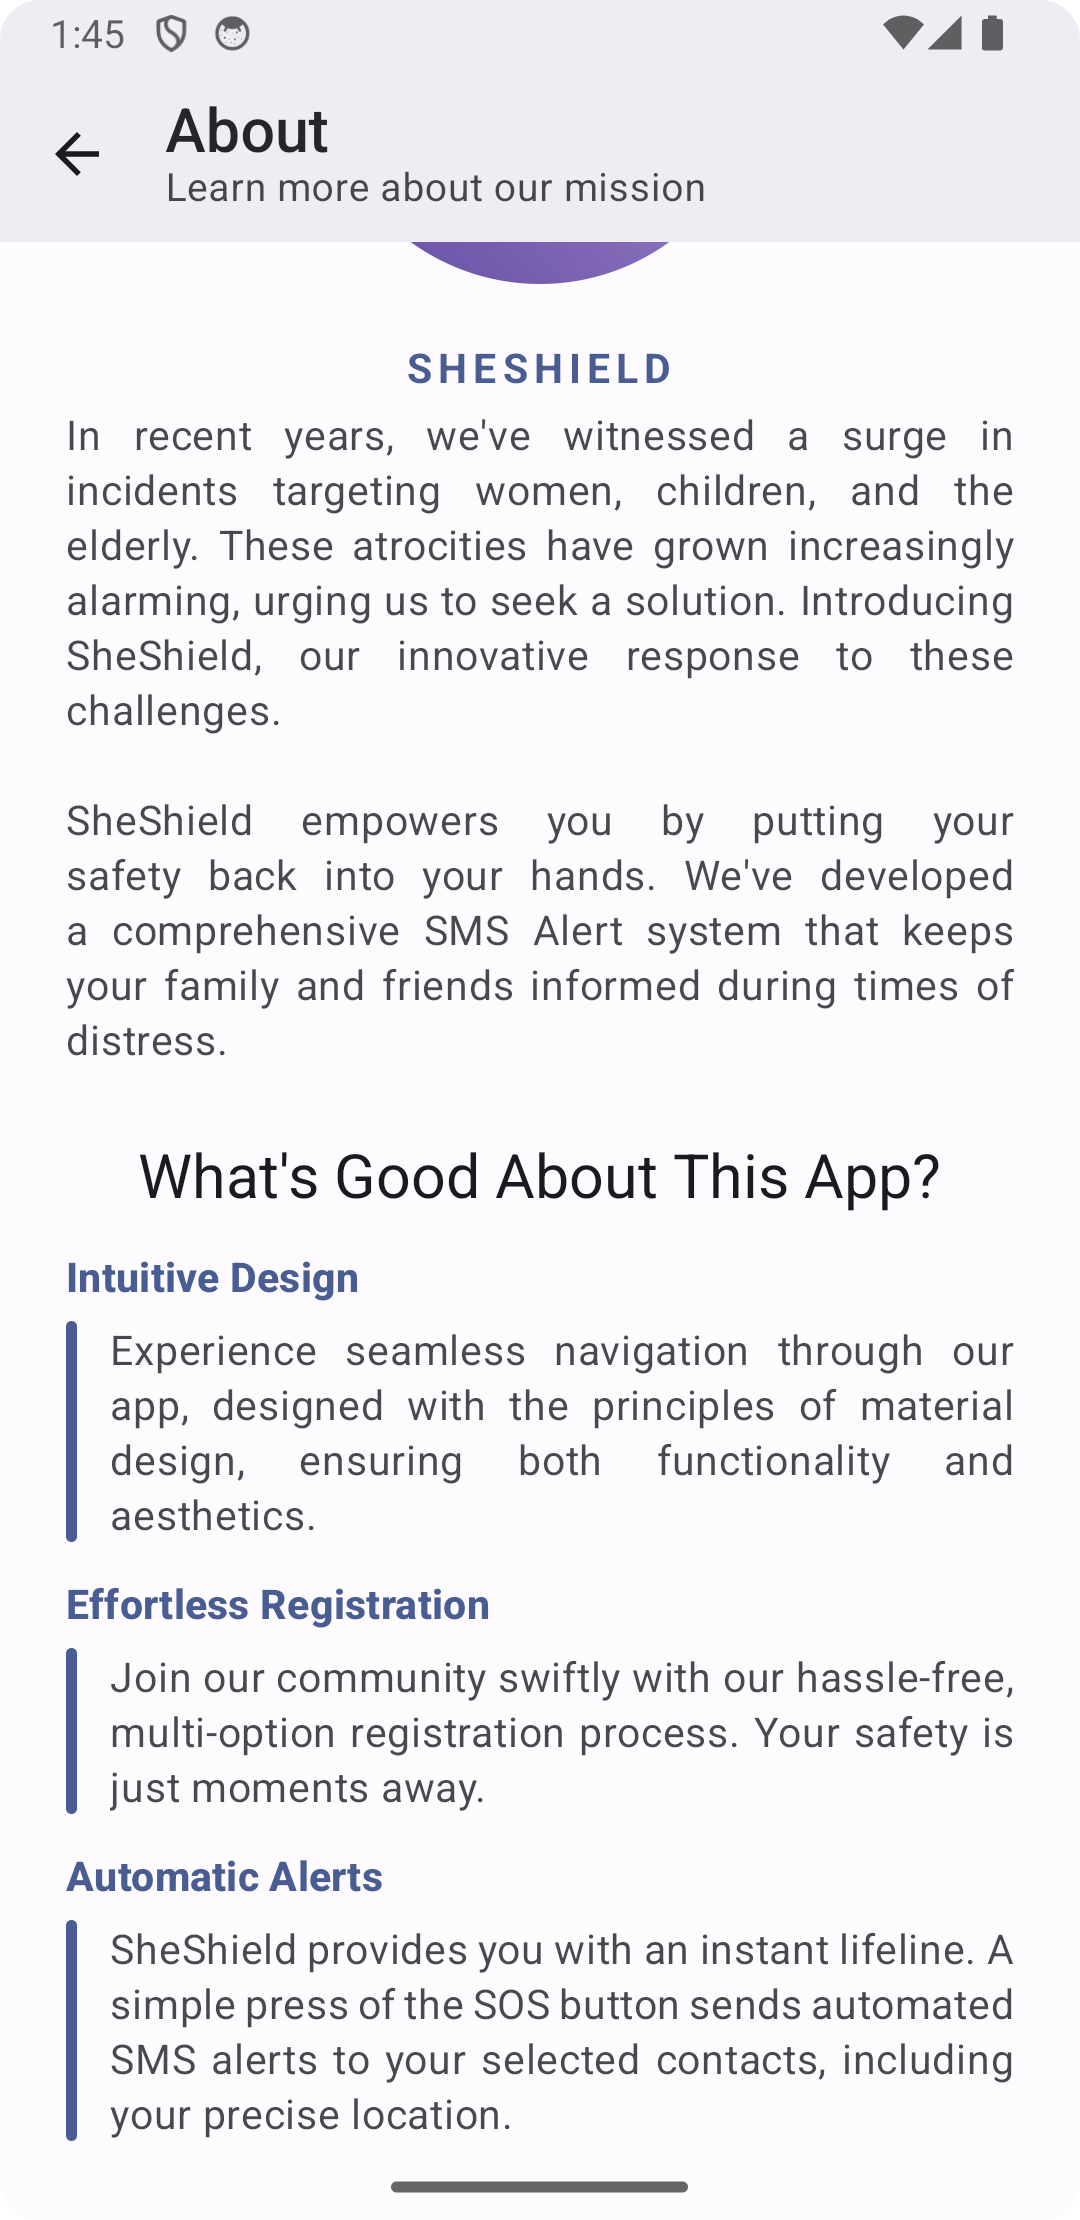 1:45
About
Learn more about our mission
SHESHIELD
In recent years, we've witnessed a surge in
incidents targeting women, children, and the
elderly. These atrocities have grown increasingly
alarming, urging us to seek a solution. Introducing
SheShield, our innovative response to these
challenges.
SheShield empowers you by putting your
safety back into your hands. We've developed
a comprehensive SMS Alert system that keeps
your family and friends informed during times of
distress.
What's Good About This App?
Intuitive Design
Experience seamless navigation through our
app, designed with the principles of material
design, ensuring both functionality and
aesthetics.
Effortless Registration
Join our community swiftly with our hassle-free,
multi-option registration process. Your safety is
just moments away.
Automatic Alerts
SheShield provides you with an instant lifeline. A
simple press of the SOS button sends automated
SMS alerts to your selected contacts, including
your precise location.